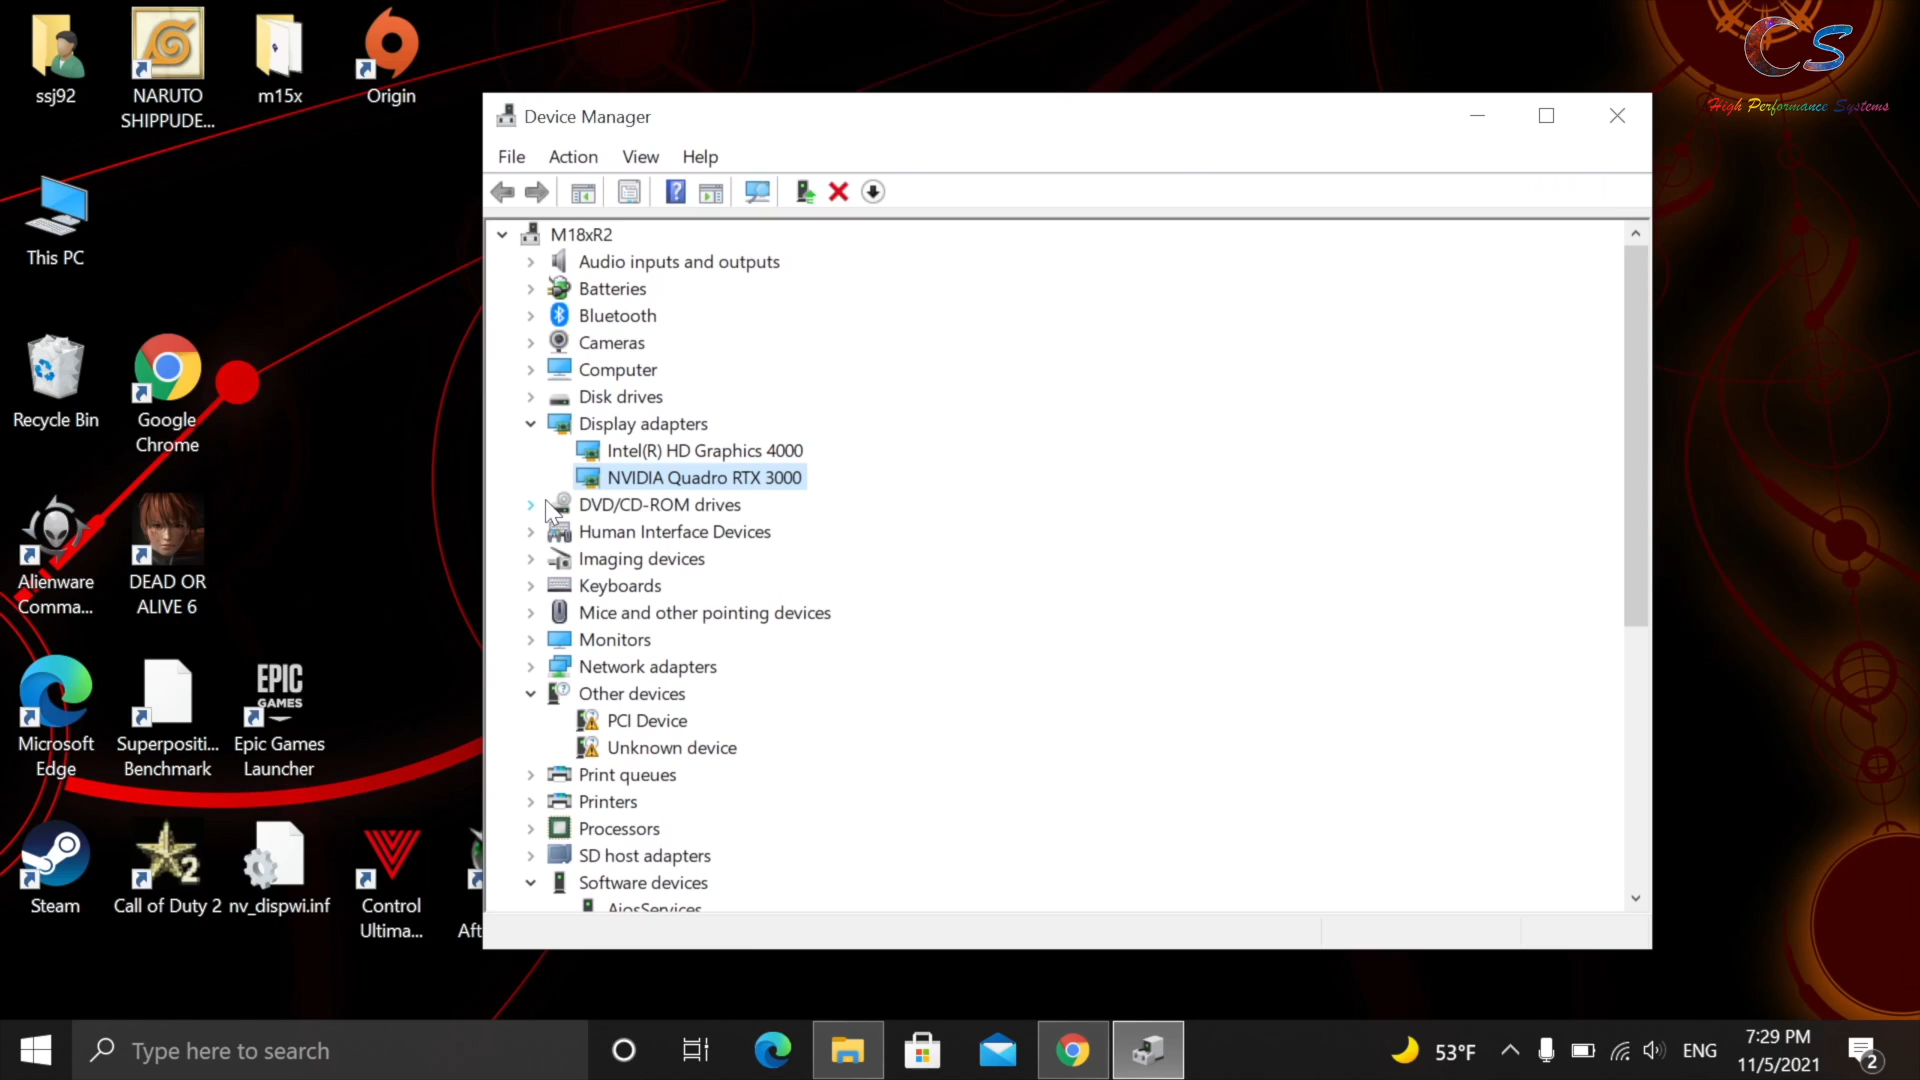 ssj92
NARUTO
SHIPPUDE...
m15x
Origin
CS
High Performance Systems
This PC
Recycle Bin
Google
Chrome
Alienware
Comma...
DEAD OR
ALIVE 6
Microsoft
Edge
Superpositi...
Benchmark
EPIC
GAMES
Epic Games
Launcher
Steam
2
Call of Duty 2
nv_dispwi.inf
Control
Ultima...
Aft
Device Manager
File Action View Help
M18xR2
Audio inputs and outputs
Batteries
Bluetooth
Cameras
Computer
Disk drives
Display adapters
Intel(R) HD Graphics 4000
NVIDIA Quadro RTX 3000
DVD/CD-ROM drives
Human Interface Devices
Imaging devices
Keyboards
Mice and other pointing devices
Monitors
Network adapters
Other devices
PCI Device
Unknown device
Print queues
Printers
Processors
SD host adapters
Software devices
AiosServices
Type here to search
53°F
ENG
7:29 PM
11/5/2021
2